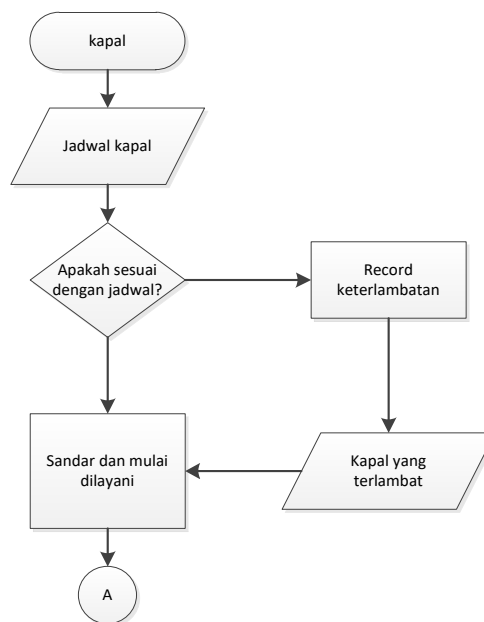 kapal
Jadwal kapal
Apakah sesuai
dengan jadwal?
Record
keterlambatan
Sandar dan mulai
dilayani
Kapal yang
terlambat
A